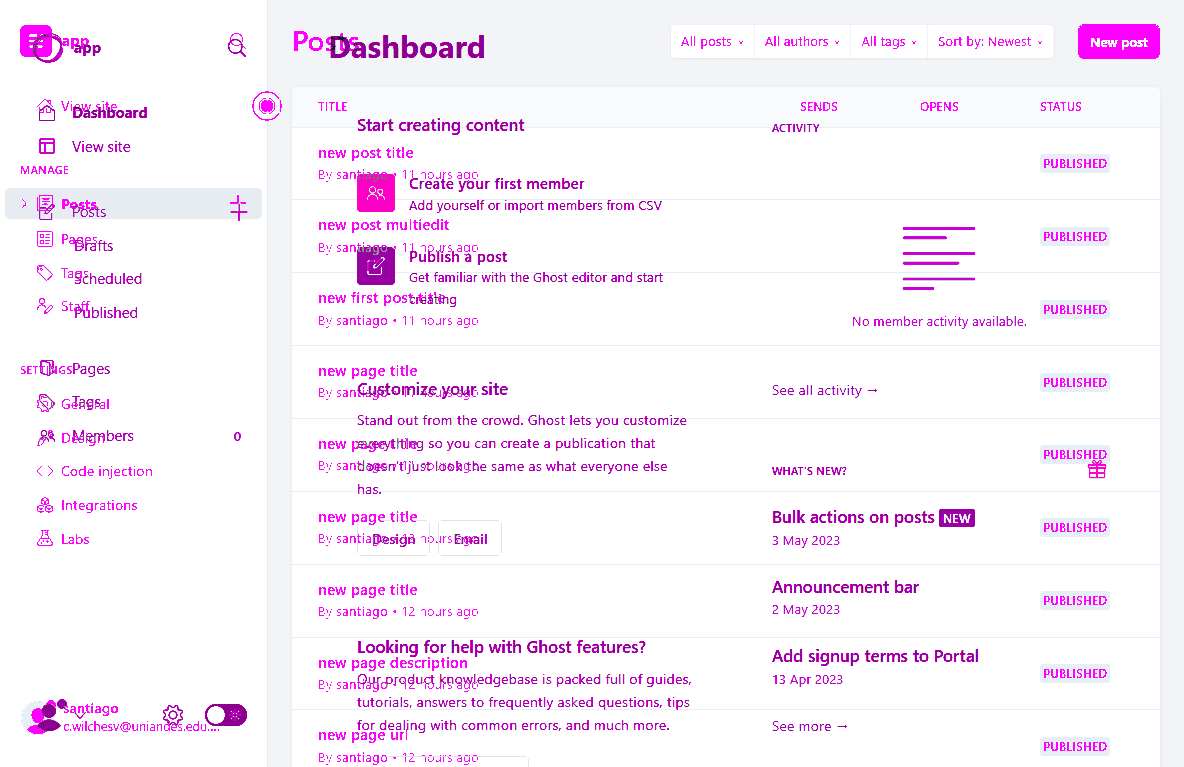 app
app
View site
Dashboard
View site
MANAGE
Posts
Posts
Pages
Drafts
Tags
Scheduled
Staff
Published
SETTINGS
Pages
General
Tags
Design
Members 0
Code injection
Integrations
Labs
santiago
c.wilchesv@uniandes.edu....
Posts
Dashboard
All posts
All authors
All tags
Sort by: Newest
New post
TITLE SENDS OPENS STATUS
Start creating content
ACTIVITY
new post title
By santiago • 11 hours ago
PUBLISHED
Create your first member
Add yourself or import members from CSV
new post multiedit
By santiago • 11 hours ago
PUBLISHED
Publish a post
Get familiar with the Ghost editor and start
creating
new first post title
By santiago • 11 hours ago
PUBLISHED
No member activity available.
new page title
By santiago • 11 hours ago
PUBLISHED
Customize your site
See all activity →
Stand out from the crowd. Ghost lets you customize
everything so you can create a publication that
doesn't just look the same as what everyone else
has.
new page title
By santiago • 12 hours ago
PUBLISHED
WHAT'S NEW?
new page title
By santiago • 12 hours ago
PUBLISHED
Design
Email
Bulk actions on posts NEW
3 May 2023
new page title
By santiago • 12 hours ago
PUBLISHED
Announcement bar
2 May 2023
Looking for help with Ghost features?
new page description
By santiago • 12 hours ago
PUBLISHED
Our product knowledgebase is packed full of guides,
tutorials, answers to frequently asked questions, tips
for dealing with common errors, and much more.
Add signup terms to Portal
13 Apr 2023
See more →
new page url
By santiago • 12 hours ago
PUBLISHED